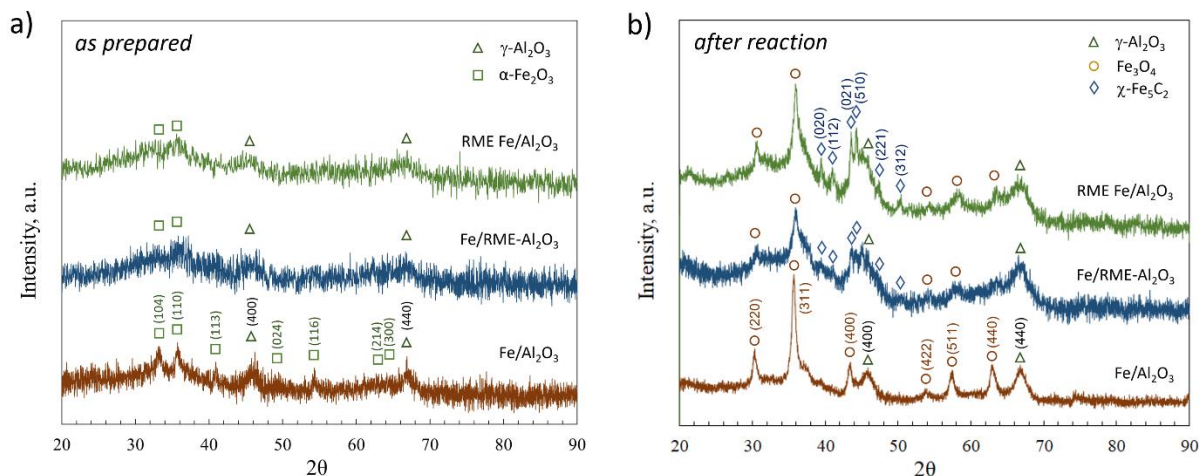 a)
as prepared
γ-Al₂O₃
α-Fe₂O₃
RME Fe/Al₂O₃
Fe/RME-Al₂O₃
(104)
(110)
(113)
(400)
(024)
(116)
(214)
(300)
(440)
Fe/Al₂O₃
Intensity, a.u.
20 30 40 50 60 70 80 90
2θ
b)
after reaction
γ-Al₂O₃
Fe₃O₄
χ-Fe₅C₂
(020)
(112)
(021)
(510)
(221)
(312)
RME Fe/Al₂O₃
Fe/RME-Al₂O₃
(220)
(311)
(400)
(400)
(422)
(511)
(440)
(440)
Fe/Al₂O₃
Intensity, a.u.
20 30 40 50 60 70 80 90
2θ